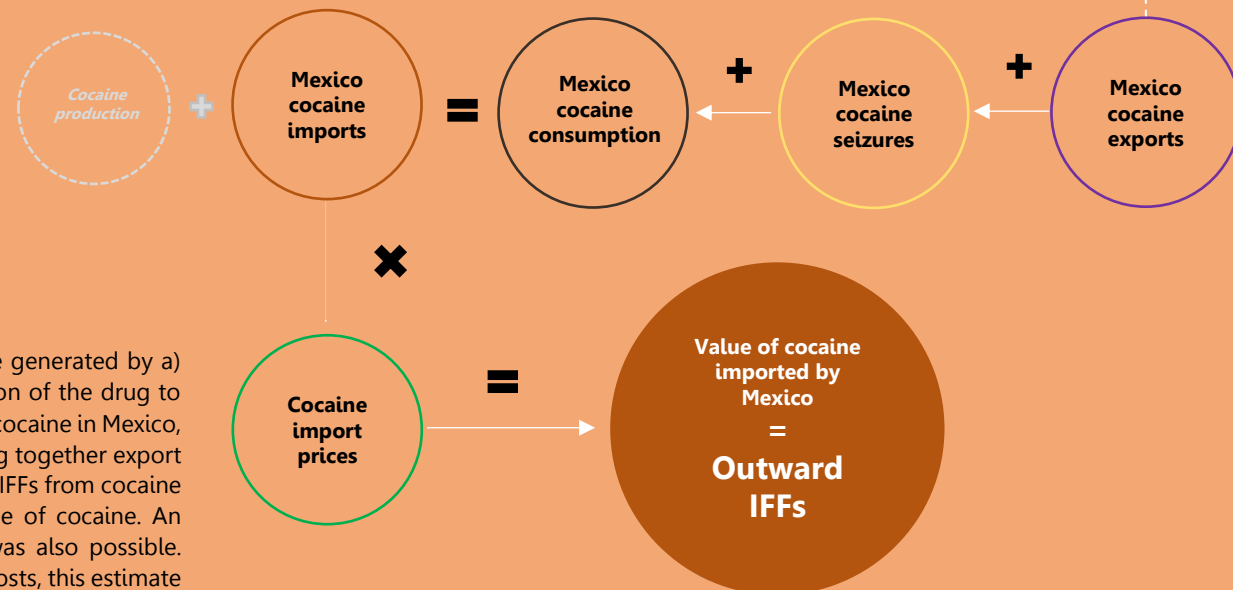 Cocaine
production
+
Mexico
cocaine
imports
=
Mexico
cocaine
consumption
+
Mexico
cocaine
seizures
+
Mexico
cocaine
exports
×
Cocaine
import
prices
=
Value of cocaine
imported by
Mexico
=
Outward
IFFs
generated by a)
on of the drug to
cocaine in Mexico,
together export
IFFs from cocaine
e of cocaine. An
was also possible.
osts, this estimate